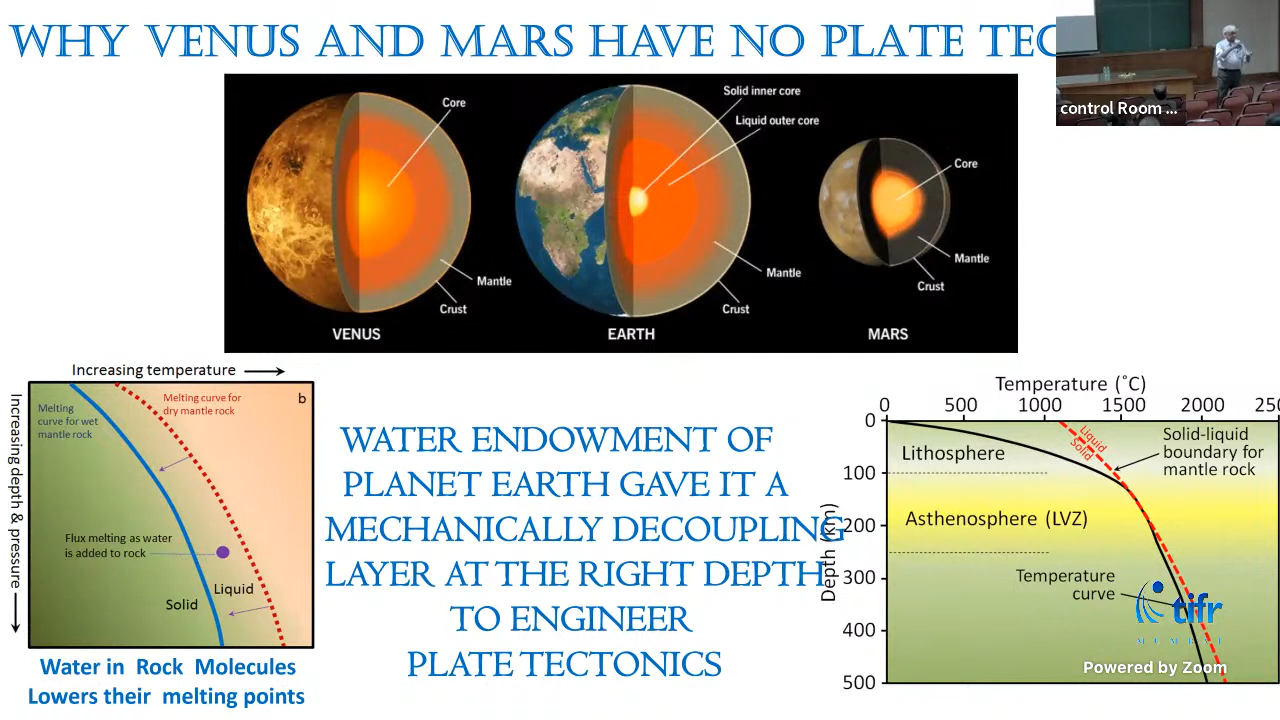 WHY VENUS AND MARS HAVE NO PLATE TEC
control Room ...
Core
Mantle
Crust
VENUS
Solid inner core
Liquid outer core
Mantle
Crust
EARTH
Core
Mantle
Crust
MARS
Increasing temperature
Increasing depth & pressure
b
Melting
curve for wet
mantle rock
Melting curve for
dry mantle rock
Flux melting as water
is added to rock
Liquid
Solid
Water in Rock Molecules
Lowers their melting points
WATER ENDOWMENT OF
PLANET EARTH GAVE IT A
MECHANICALLY DECOUPLING
LAYER AT THE RIGHT DEPTH
TO ENGINEER
PLATE TECTONICS
Temperature (˚C)
0 500 1000 1500 2000 250
Depth (km)
0
100
200
300
400
500
Lithosphere
Asthenosphere (LVZ)
Liquid
Solid
Solid-liquid
boundary for
mantle rock
Temperature
curve
tifr
Powered by Zoom